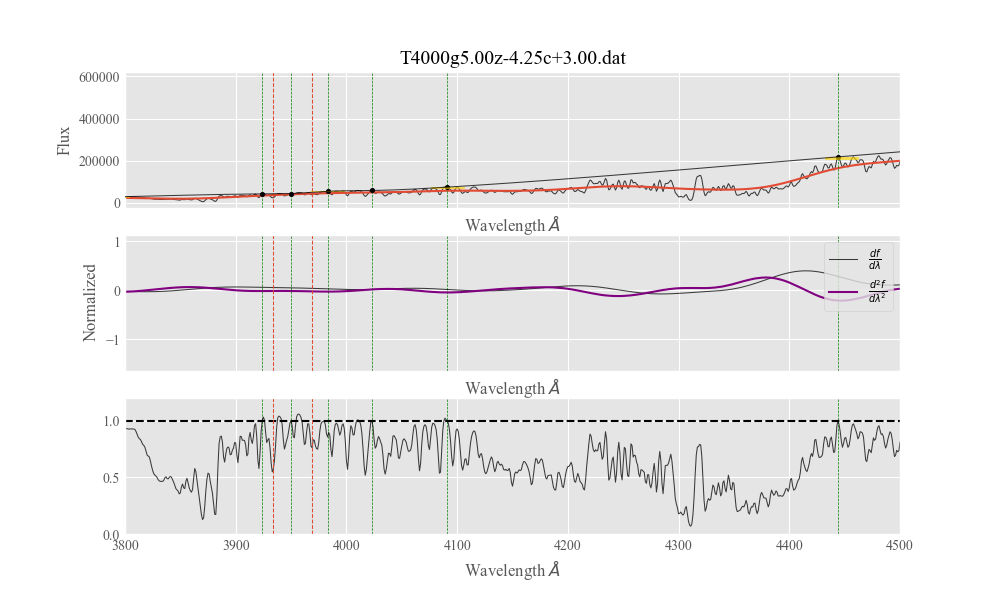 T4000g5.00z-4.25c+3.00.dat
600000
400000
200000
0
Flux
Wavelength Å
1
0
−1
Normalized
df/dλ
d²f/dλ²
Wavelength Å
1.0
0.5
0.0
3800 3900 4000 4100 4200 4300 4400 4500
Wavelength Å